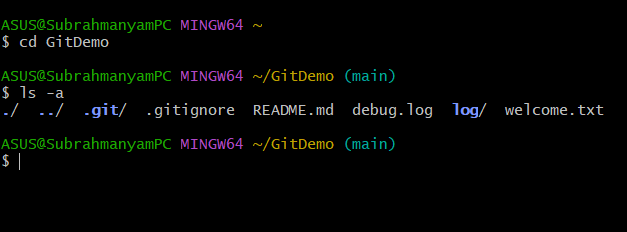 ASUS@SubrahmanyamPC MINGW64 ~
$ cd GitDemo
ASUS@SubrahmanyamPC MINGW64 ~/GitDemo (main)
$ ls -a
./  ../  .git/  .gitignore  README.md  debug.log  log/  welcome.txt
ASUS@SubrahmanyamPC MINGW64 ~/GitDemo (main)
$